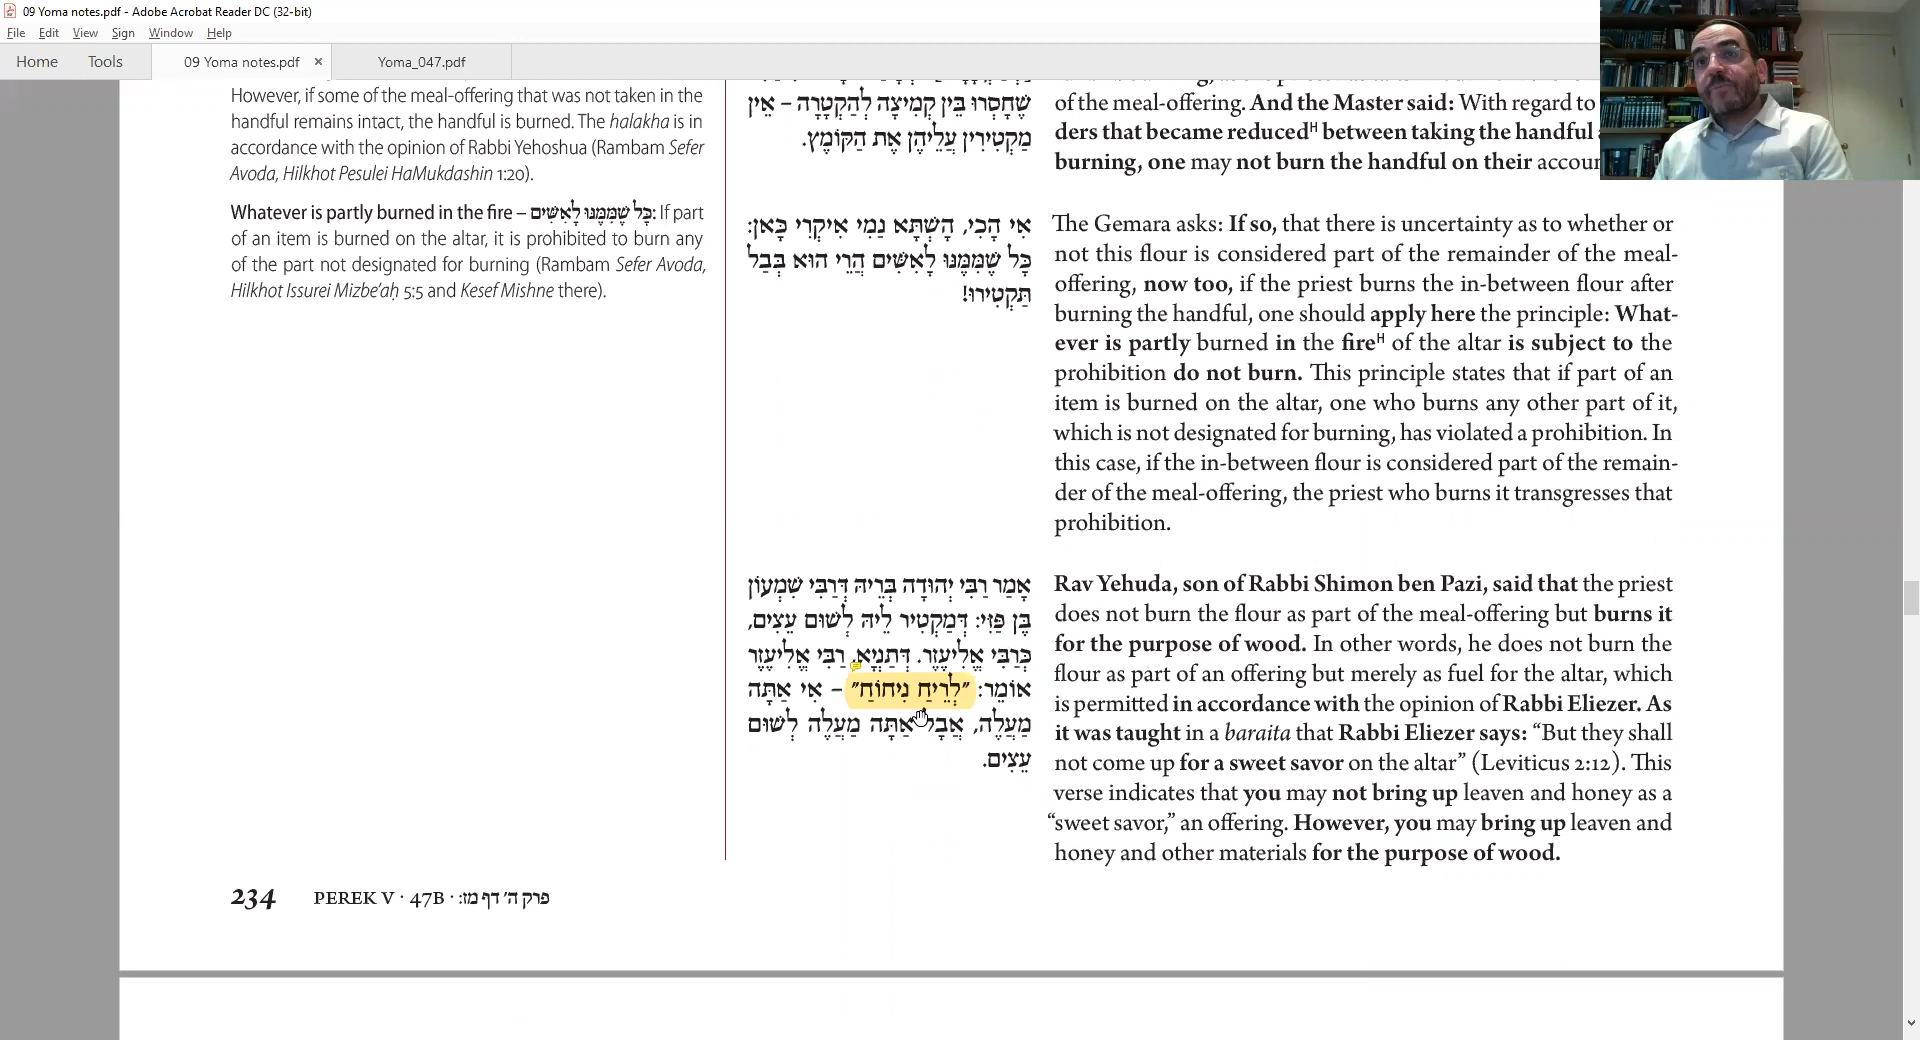 09 Yoma notes.pdf - Adobe Acrobat Reader DC (32-bit)
File Edit View Sign Window Help
Home Tools 09 Yoma notes.pdf × Yoma_047.pdf
However, if some of the meal-offering that was not taken in the
handful remains intact, the handful is burned. The halakha is in
accordance with the opinion of Rabbi Yehoshua (Rambam Sefer
Avoda, Hilkhot Pesulei HaMukdashin 1:20).
Whatever is partly burned in the fire – כָּל שֶׁמִּמֶּנּוּ לָאִשִּׁים: If part
of an item is burned on the altar, it is prohibited to burn any
of the part not designated for burning (Rambam Sefer Avoda,
Hilkhot Issurei Mizbe'aḥ 5:5 and Kesef Mishne there).
שֶׁחָסְרוּ בֵּין קְמִיצָה לְהַקְטָרָה – אֵין
מַקְטִירִין עֲלֵיהֶן אֶת הַקּוֹמֶץ.
of the meal-offering. And the Master said: With regard to
ders that became reducedᴴ between taking the handful
burning, one may not burn the handful on their
אִי הָכִי, הָשְׁתָּא נַמִי אִיקְרִי כָּאן:
כָּל שֶׁמִּמֶּנּוּ לָאִשִּׁים הֲרֵי הוּא בְּבַל
תַּקְטִירוּ!
The Gemara asks: If so, that there is uncertainty as to whether or
not this flour is considered part of the remainder of the meal-
offering, now too, if the priest burns the in-between flour after
burning the handful, one should apply here the principle: What-
ever is partly burned in the fireᴴ of the altar is subject to the
prohibition do not burn. This principle states that if part of an
item is burned on the altar, one who burns any other part of it,
which is not designated for burning, has violated a prohibition. In
this case, if the in-between flour is considered part of the remain-
der of the meal-offering, the priest who burns it transgresses that
prohibition.
אָמַר רַבִּי יְהוּדָה בְּרֵיהּ דְּרַבִּי שִׁמְעוֹן
בֶּן פַּזִּי: דְּמַקְטִיר לֵיהּ לְשׁוּם עֵצִים,
כְּרַבִּי אֱלִיעֶזֶר. דְּתַנְיָא, רַבִּי אֱלִיעֶזֶר
אוֹמֵר: ״לְרֵיחַ נִיחוֹחַ״ – אִי אַתָּה
מַעֲלֶה, אֲבָל אַתָּה מַעֲלֶה לְשׁוּם
עֵצִים.
Rav Yehuda, son of Rabbi Shimon ben Pazi, said that the priest
does not burn the flour as part of the meal-offering but burns it
for the purpose of wood. In other words, he does not burn the
flour as part of an offering but merely as fuel for the altar, which
is permitted in accordance with the opinion of Rabbi Eliezer. As
it was taught in a baraita that Rabbi Eliezer says: “But they shall
not come up for a sweet savor on the altar” (Leviticus 2:12). This
verse indicates that you may not bring up leaven and honey as a
“sweet savor,” an offering. However, you may bring up leaven and
honey and other materials for the purpose of wood.
234 PEREK V · 47B · פרק ה׳ דף מז: